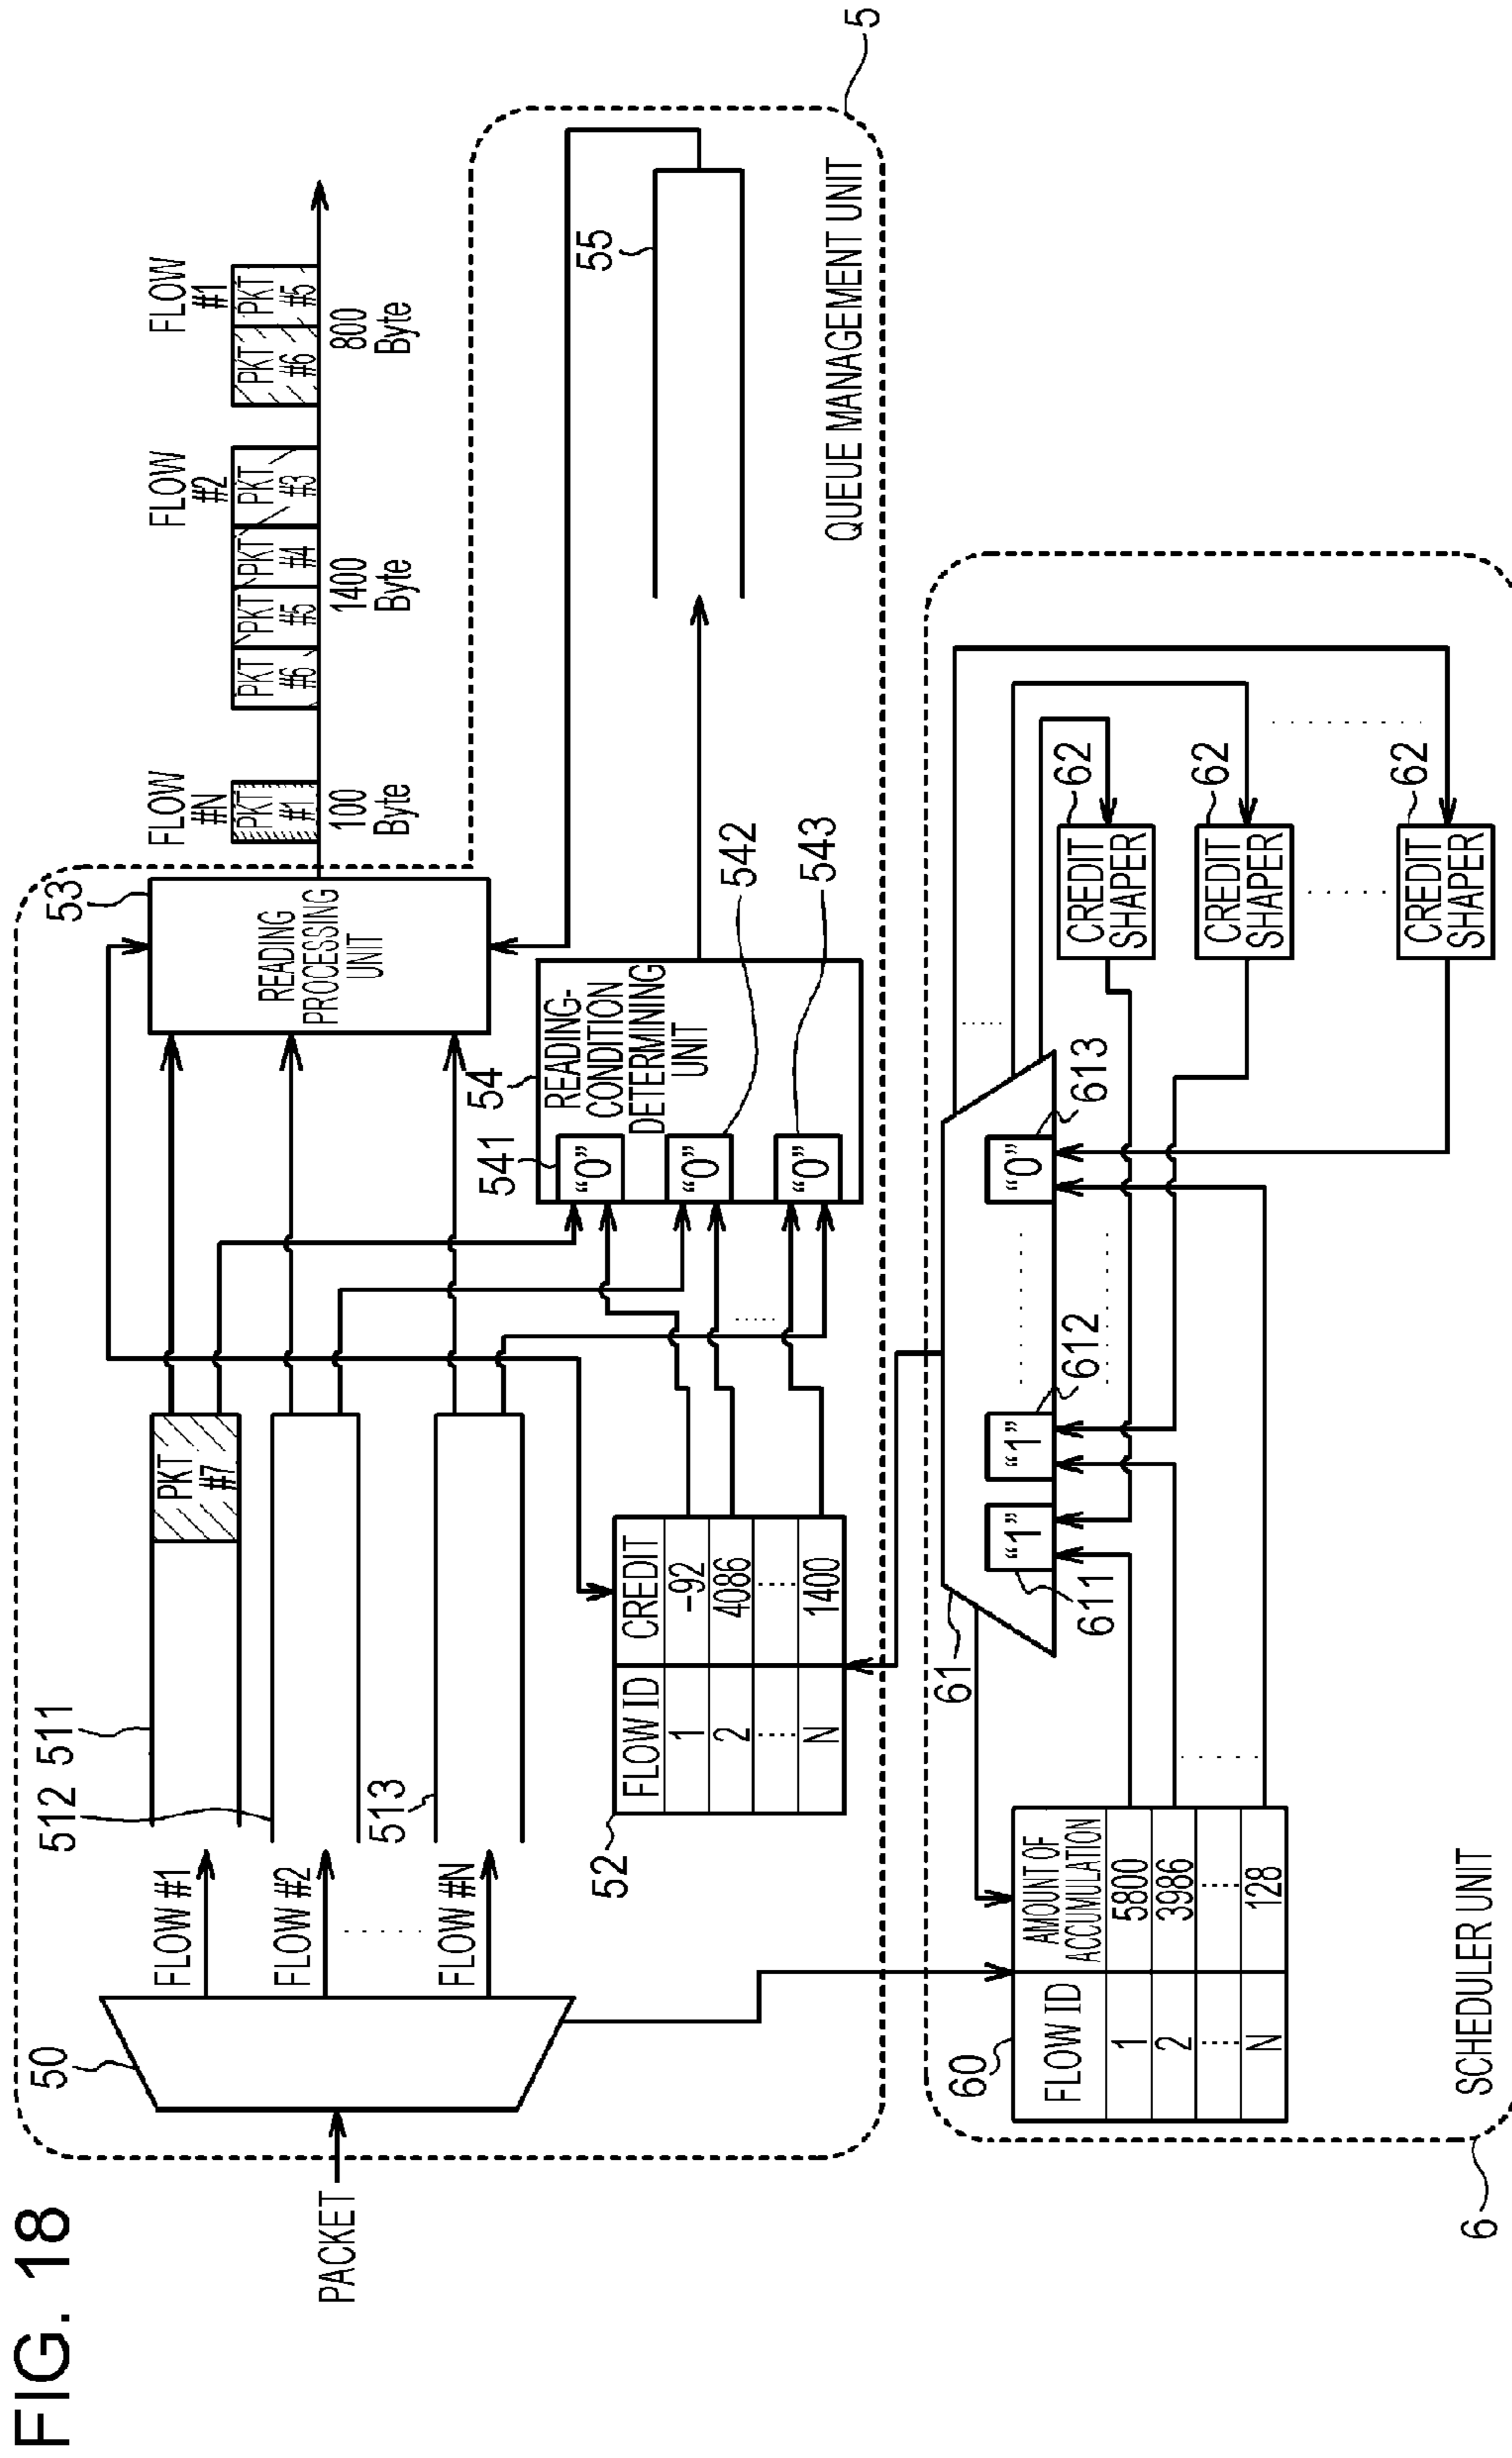 FIG. 18
PACKET
50
FLOW #1
FLOW #2
FLOW #N
511
512
513
PKT
#7
52
FLOW ID
CREDIT
1
-92
2
4086
N
1400
53
READING
PROCESSING
UNIT
54
READING-
CONDITION
DETERMINING
UNIT
541
"0"
542
"0"
543
"0"
55
QUEUE MANAGEMENT UNIT
5
FLOW
#N
PKT
#1
100
Byte
FLOW
#2
PKT
#6
PKT
#5
PKT
#4
PKT
#3
1400
Byte
FLOW
#1
PKT
#6
PKT
#5
800
Byte
60
FLOW ID
AMOUNT OF
ACCUMULATION
1
5800
2
3986
N
128
61
611
"1"
612
"1"
613
"0"
62
CREDIT
SHAPER
62
CREDIT
SHAPER
62
CREDIT
SHAPER
SCHEDULER UNIT
6